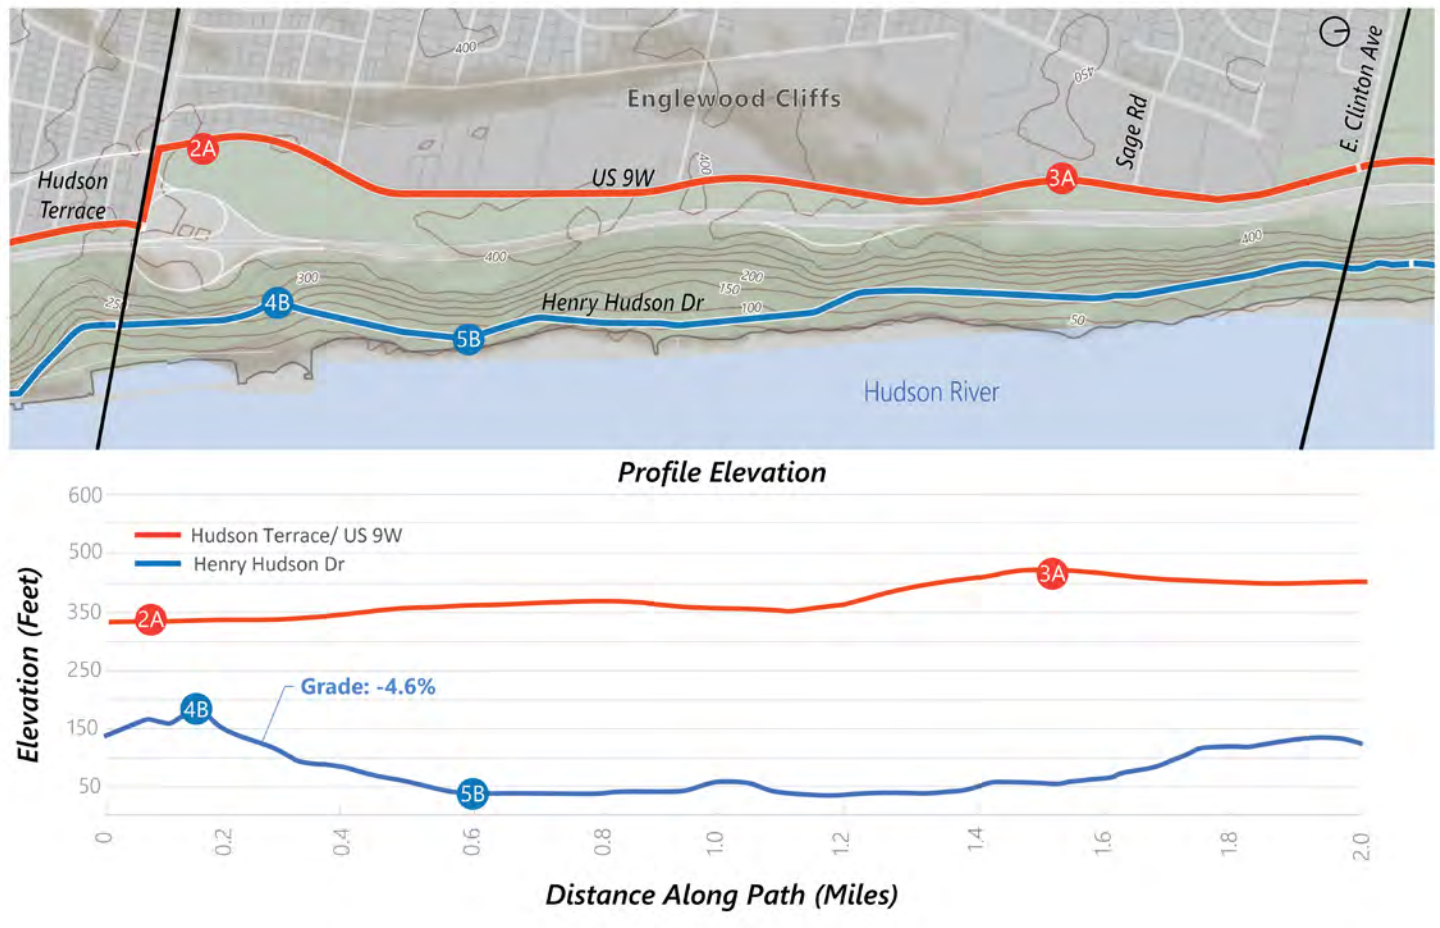 400
450
E. Clinton Ave
Englewood Cliffs
Sage Rd
2A
400
Hudson
Terrace
US 9W
3A
400
400
300
200
150
100
25
4B
Henry Hudson Dr
5B
50
Hudson River
Profile Elevation
600
Hudson Terrace/ US 9W
500
Henry Hudson Dr
3A
350
2A
250
Grade: -4.6%
4B
150
50
5B
Elevation (Feet)
0 0.2 0.4 0.6 0.8 1.0 1.2 1.4 1.6 1.8 2.0
Distance Along Path (Miles)